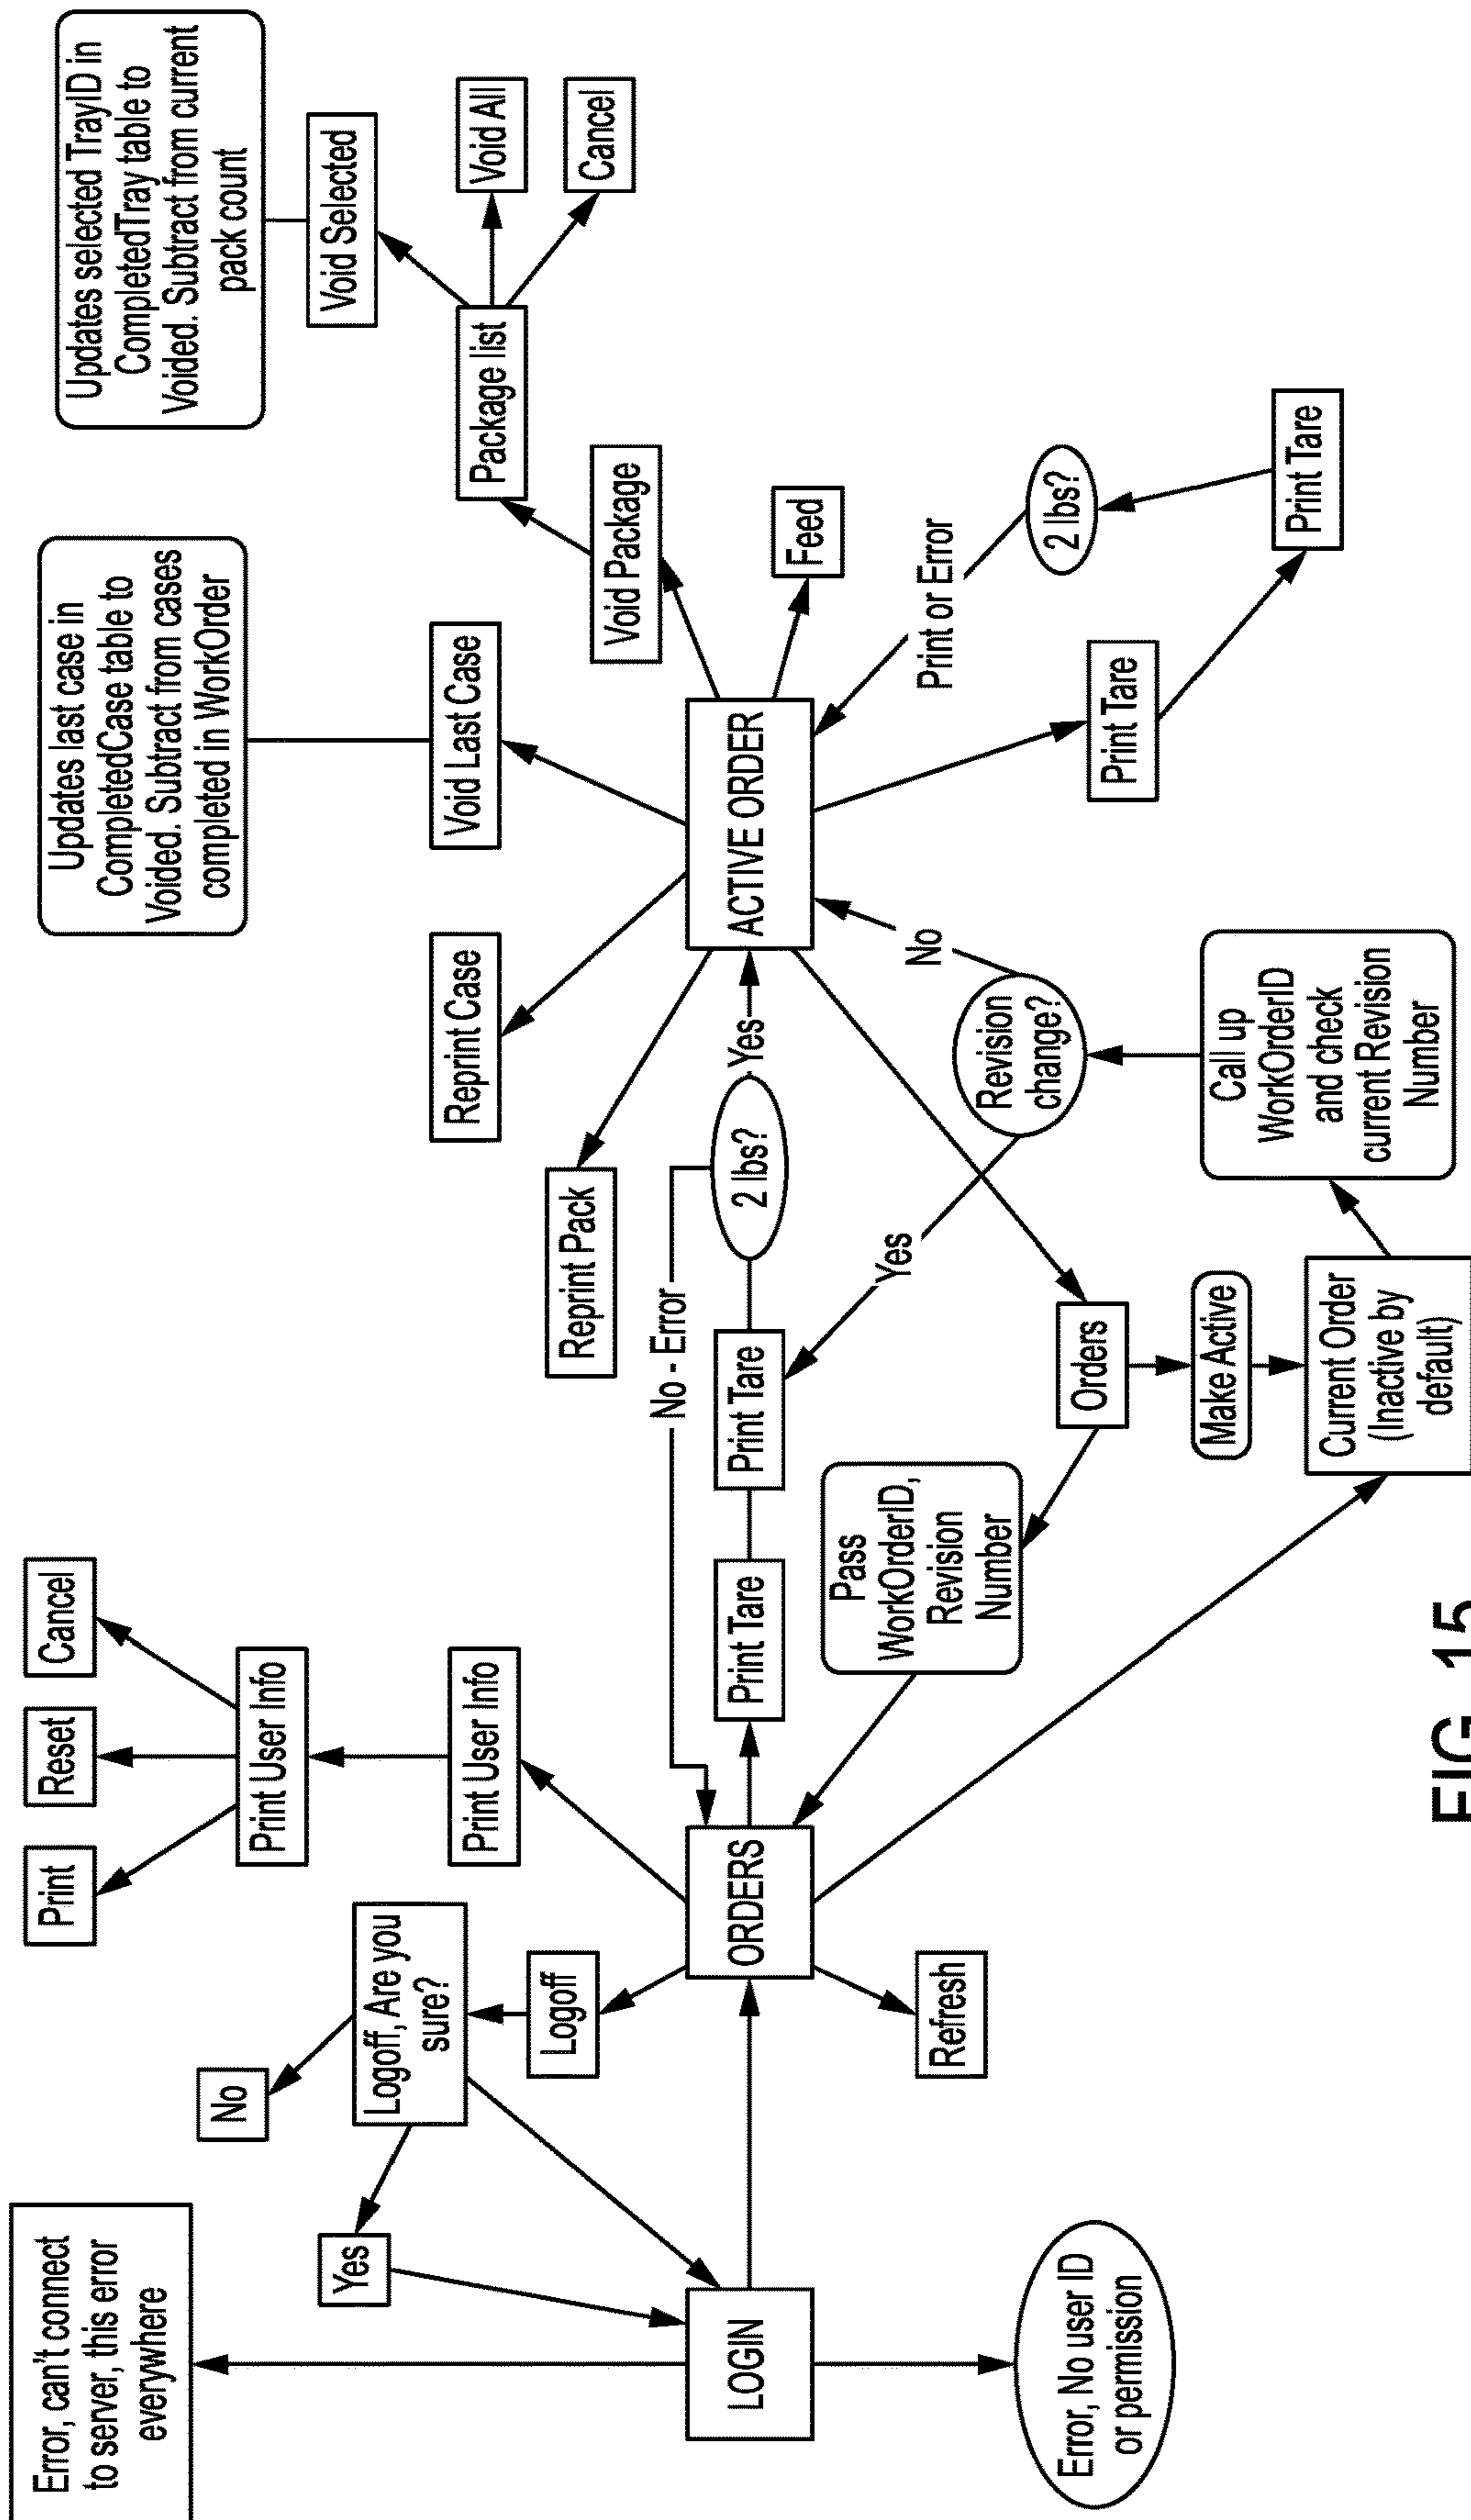 Error, can't connect
to server, this error
everywhere
Yes
No
Logoff, Are you
sure?
Logoff
LOGIN
Error, No user ID
or permission
Print
Reset
Cancel
Print User Info
Print User Info
ORDERS
Refresh
No - Error
Print Tare
Print Tare
2 lbs?
Yes
Pass
WorkOrderID,
Revision
Number
Yes
Orders
Make Active
Current Order
(Inactive by
default)
Call up
WorkOrderID
and check
current Revision
Number
Revision
change?
No
Reprint Pack
Reprint Case
Updates last case in
CompletedCase table to
Voided. Subtract from cases
completed in WorkOrder
Void Last Case
ACTIVE ORDER
Void Package
Feed
Print or Error
Print Tare
2 lbs?
Print Tare
Updates selected TrayID in
CompletedTray table to
Voided. Subtract from current
pack count
Void Selected
Package list
Void All
Cancel
FIG. 15